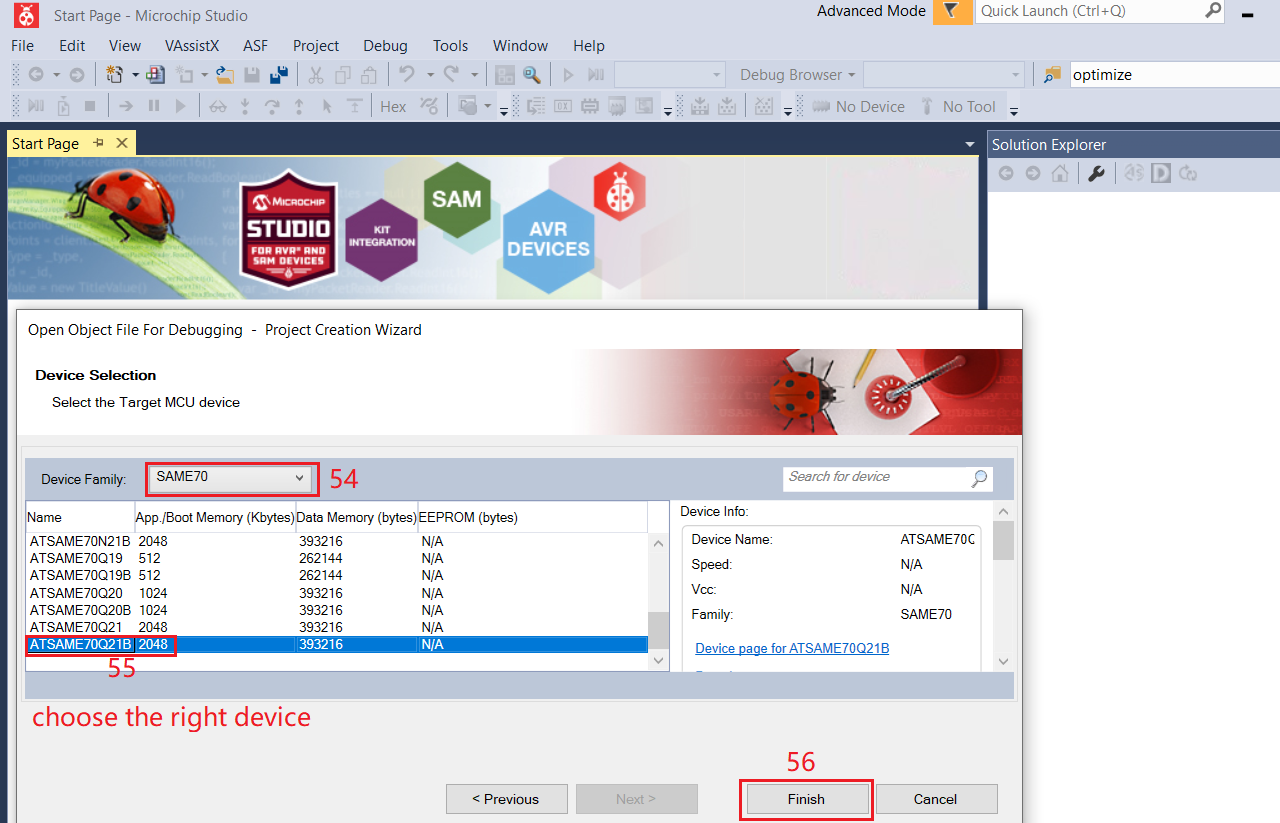 Start Page - Microchip Studio
Advanced Mode
Quick Launch (Ctrl+Q)
File Edit View VAssistX ASF Project Debug Tools Window Help
Debug Browser
optimize
Hex
No Device
No Tool
Start Page
Solution Explorer
MICROCHIP
STUDIO
FOR AVR® AND
SAM DEVICES
KIT
INTEGRATION
SAM
AVR
DEVICES
Open Object File For Debugging - Project Creation Wizard
Device Selection
Select the Target MCU device
Device Family: SAME70 54
Search for device
Name App./Boot Memory (Kbytes) Data Memory (bytes) EEPROM (bytes)
ATSAME70N21B 2048 393216 N/A
ATSAME70Q19 512 262144 N/A
ATSAME70Q19B 512 262144 N/A
ATSAME70Q20 1024 393216 N/A
ATSAME70Q20B 1024 393216 N/A
ATSAME70Q21 2048 393216 N/A
ATSAME70Q21B 2048 393216 N/A
55
Device Info:
Device Name: ATSAME70Q
Speed: N/A
Vcc: N/A
Family: SAME70
Device page for ATSAME70Q21B
choose the right device
56
< Previous Next > Finish Cancel